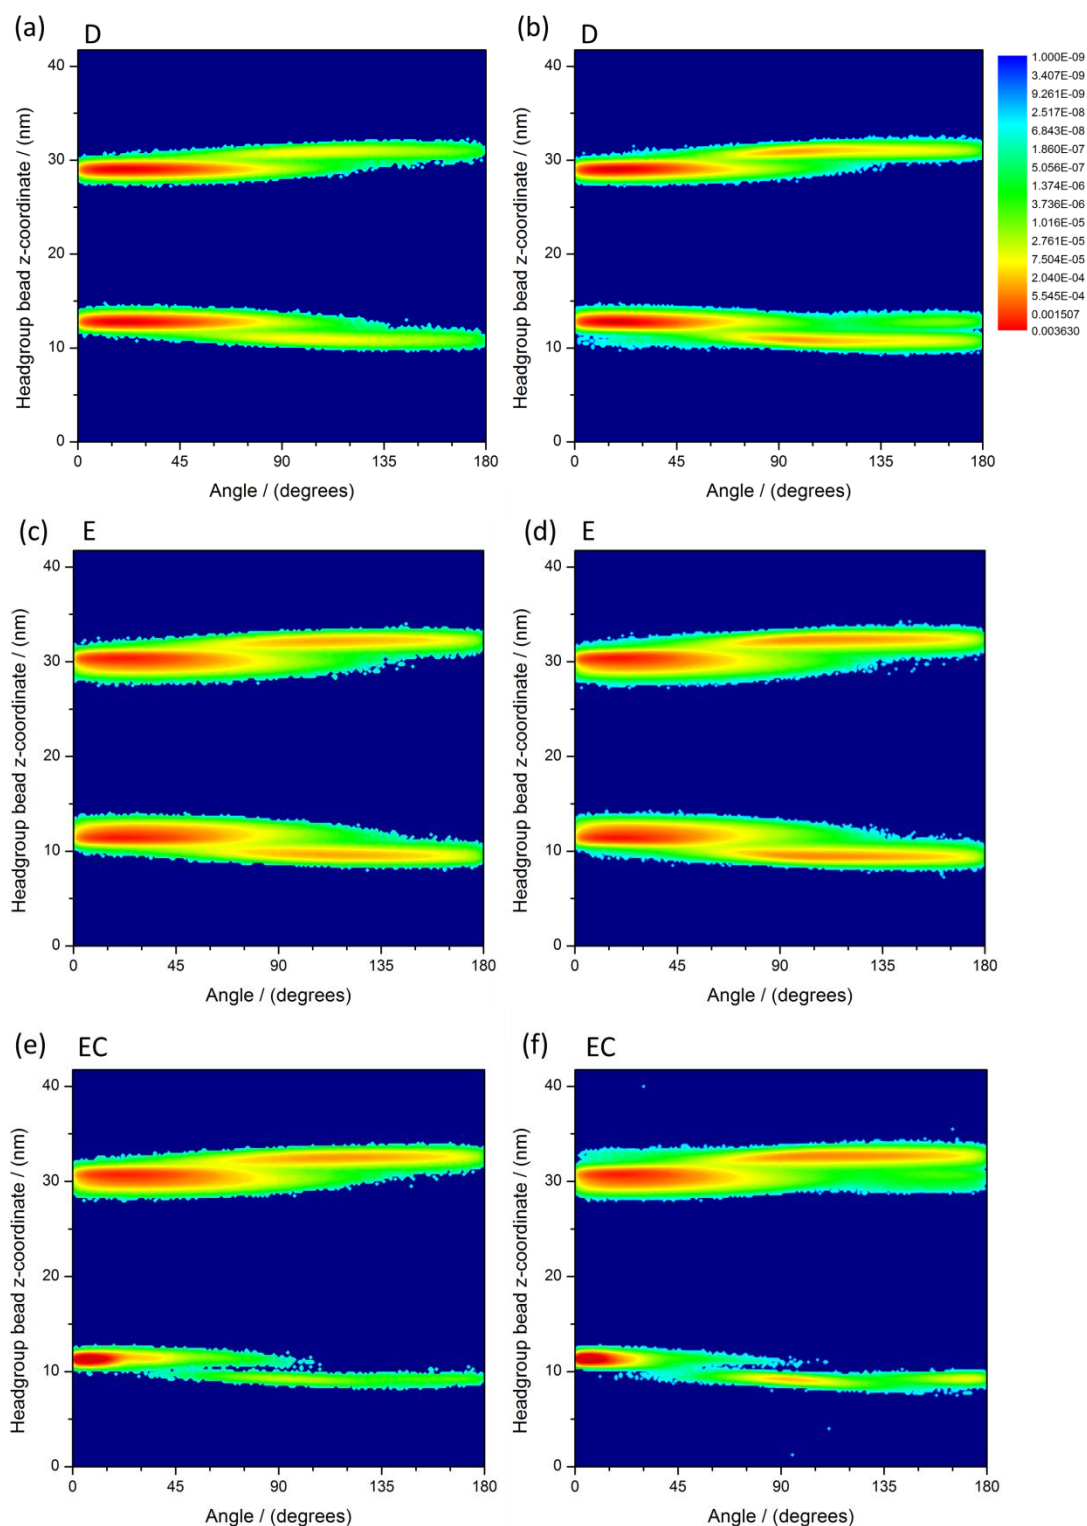 (a) D
(b) D
Headgroup bead z-coordinate / (nm)
40
30
20
10
0
0 45 90 135 180
Angle / (degrees)
Headgroup bead z-coordinate / (nm)
40
30
20
10
0
0 45 90 135 180
Angle / (degrees)
1.000E-09
3.407E-09
9.261E-09
2.517E-08
6.843E-08
1.860E-07
5.056E-07
1.374E-06
3.736E-06
1.016E-05
2.761E-05
7.504E-05
2.040E-04
5.545E-04
0.001507
0.003630
(c) E
(d) E
Headgroup bead z-coordinate / (nm)
40
30
20
10
0
0 45 90 135 180
Angle / (degrees)
Headgroup bead z-coordinate / (nm)
40
30
20
10
0
0 45 90 135 180
Angle / (degrees)
(e) EC
(f) EC
Headgroup bead z-coordinate / (nm)
40
30
20
10
0
0 45 90 135 180
Angle / (degrees)
Headgroup bead z-coordinate / (nm)
40
30
20
10
0
0 45 90 135 180
Angle / (degrees)